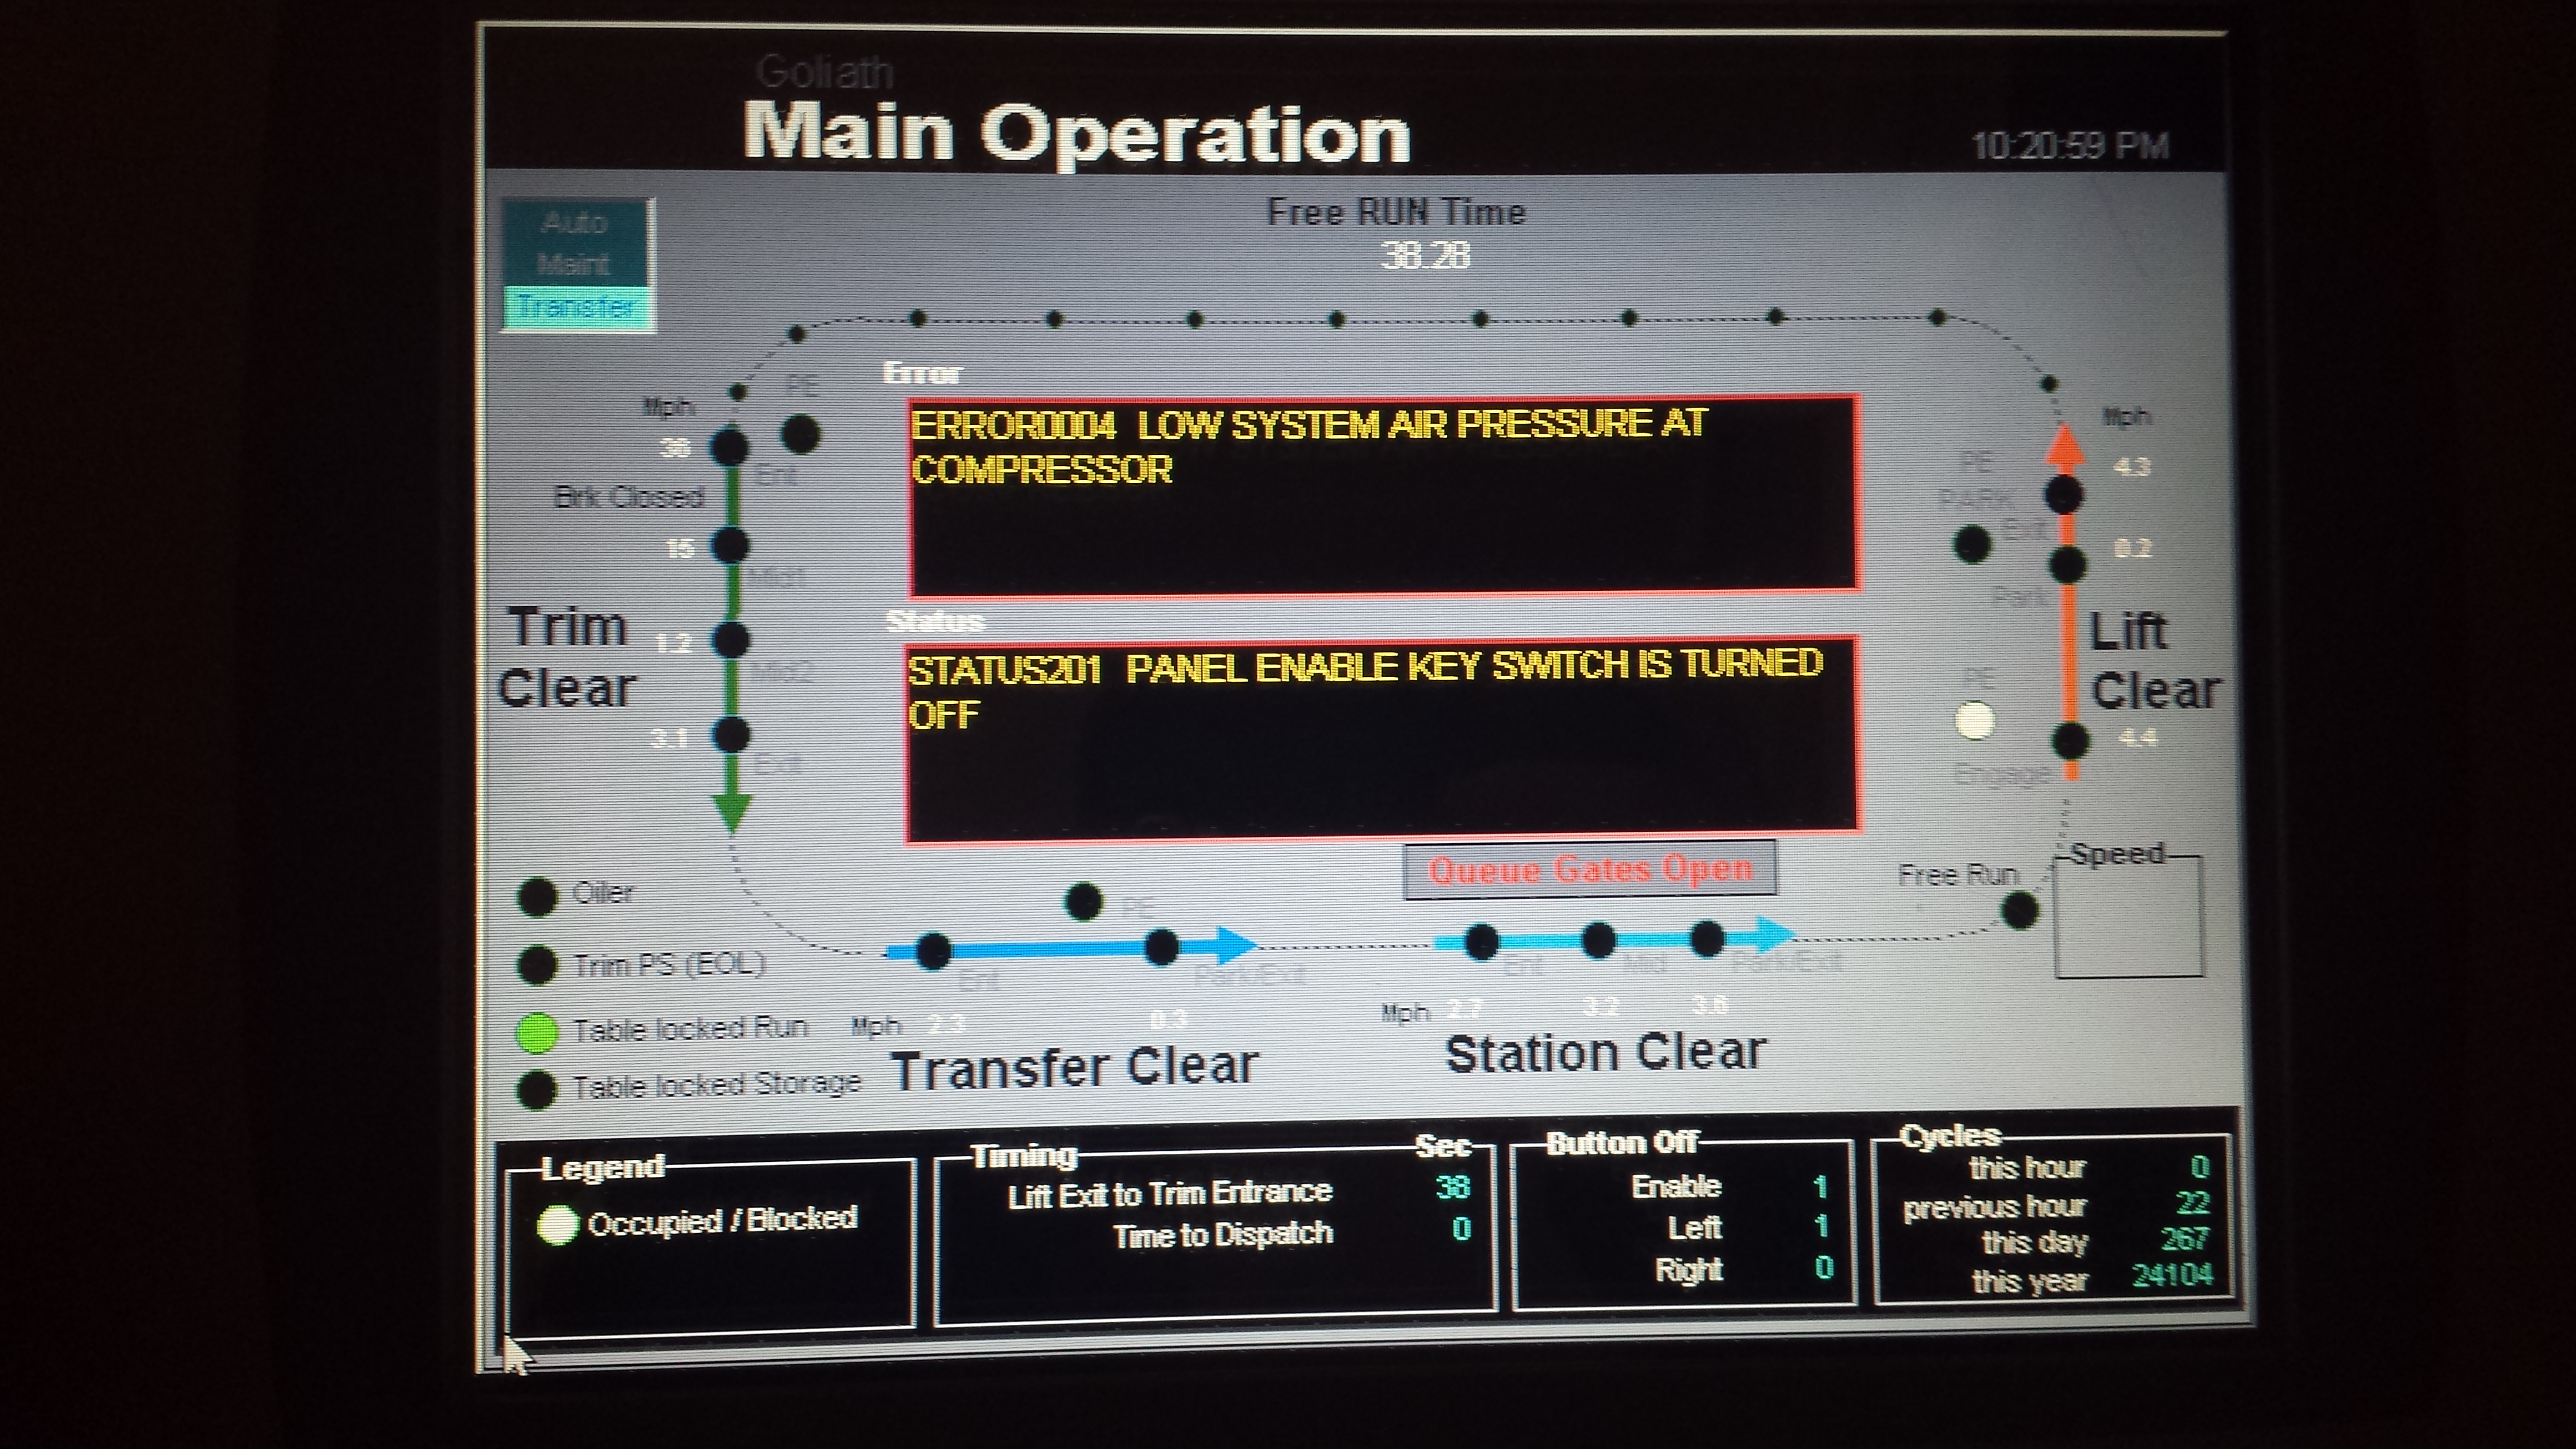 Goliath
Main Operation
10:20:59 PM
Auto
Maint
Transfer
Free RUN Time
38.28
Error
ERROR0004 LOW SYSTEM AIR PRESSURE AT
COMPRESSOR
Status
STATUS201 PANEL ENABLE KEY SWITCH IS TURNED
OFF
Mph
PE
36
Ent
Brk Closed
15
Mid1
Trim
Clear
1.2
Mid2
3.1
Exit
Mph
4.3
PE
PARK
Exit
0.2
Park
Lift
Clear
PE
4.4
Engage
Queue Gates Open
Free Run
Speed
Oiler
Trim PS (EOL)
Table locked Run
Table locked Storage
PE
Ent
Park/Exit
Mph 2.3 0.3
Transfer Clear
Ent Mid Park/Exit
Mph 2.7 3.2 3.6
Station Clear
Legend
Occupied / Blocked
Timing Sec
Lift Exit to Trim Entrance 38
Time to Dispatch 0
Button Off
Enable 1
Left 1
Right 0
Cycles
this hour 0
previous hour 22
this day 267
this year 24104